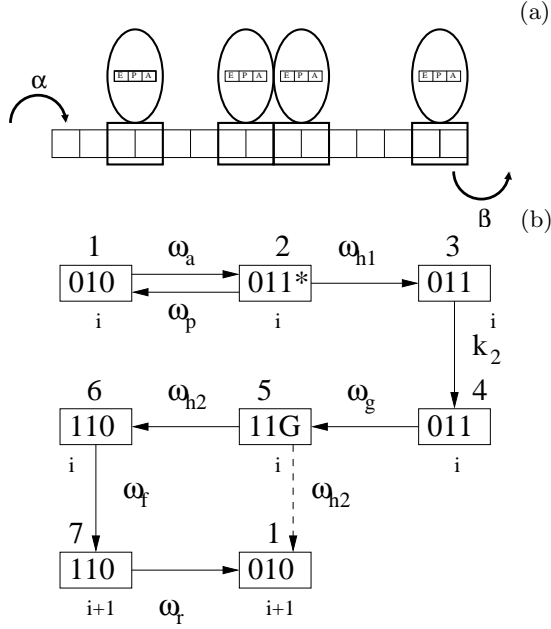 (a)
E P A E P A E P A E P A
α
β
(b)
1 2 3
ω_a ω_h1
010 011* 011
ω_p
i i i
k_2
6 5 4
ω_h2 ω_g
110 11G 011
i i i
ω_f ω_h2
7 1
110 010
i+1 ω_r i+1